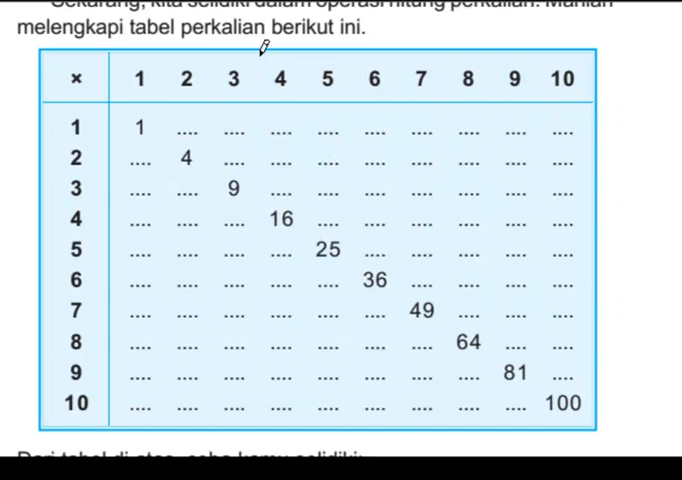 melengkapi tabel perkalian berikut ini.
× 1 2 3 4 5 6 7 8 9 10
1 1 .... .... .... .... .... .... .... .... ....
2 .... 4 .... .... .... .... .... .... .... ....
3 .... .... 9 .... .... .... .... .... .... ....
4 .... .... .... 16 .... .... .... .... .... ....
5 .... .... .... .... 25 .... .... .... .... ....
6 .... .... .... .... .... 36 .... .... .... ....
7 .... .... .... .... .... .... 49 .... .... ....
8 .... .... .... .... .... .... .... 64 .... ....
9 .... .... .... .... .... .... .... .... 81 ....
10 .... .... .... .... .... .... .... .... .... 100